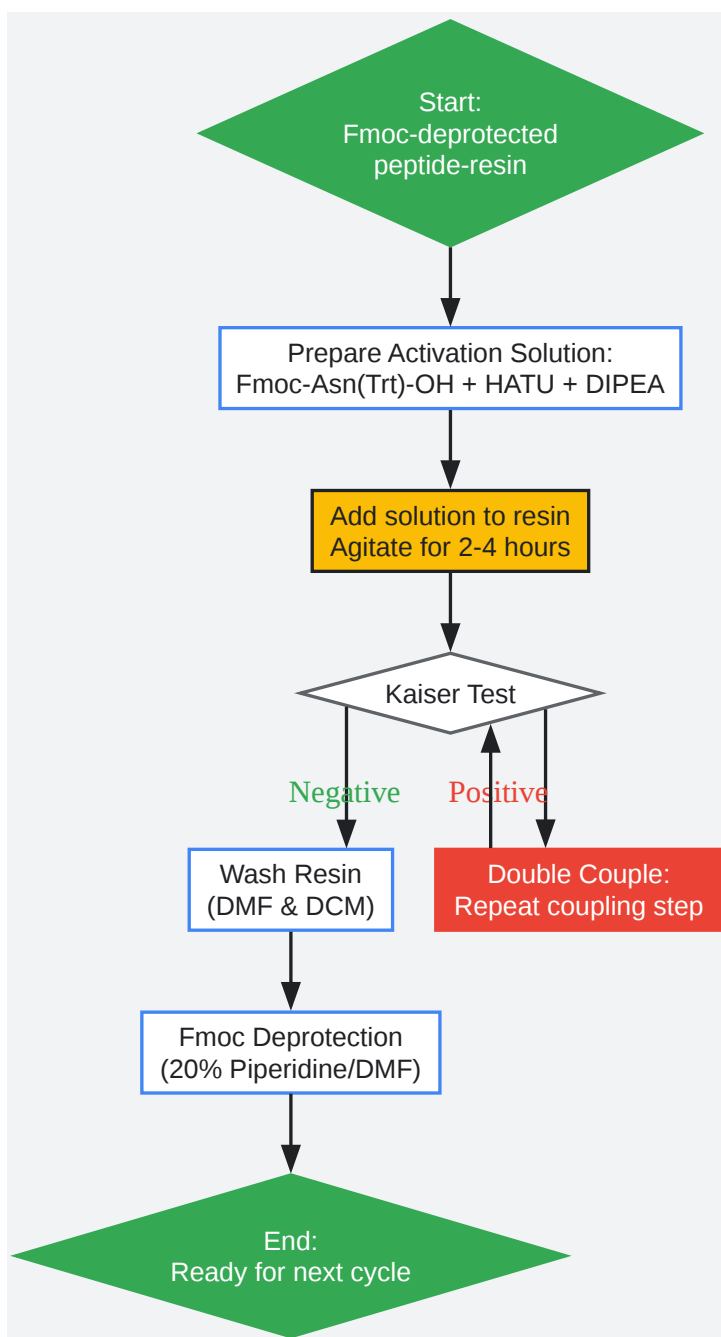 Start:
Fmoc-deprotected
peptide-resin
Prepare Activation Solution:
Fmoc-Asn(Trt)-OH + HATU + DIPEA
Add solution to resin
Agitate for 2-4 hours
Kaiser Test
Negative
Positive
Wash Resin
(DMF & DCM)
Double Couple:
Repeat coupling step
Fmoc Deprotection
(20% Piperidine/DMF)
End:
Ready for next cycle